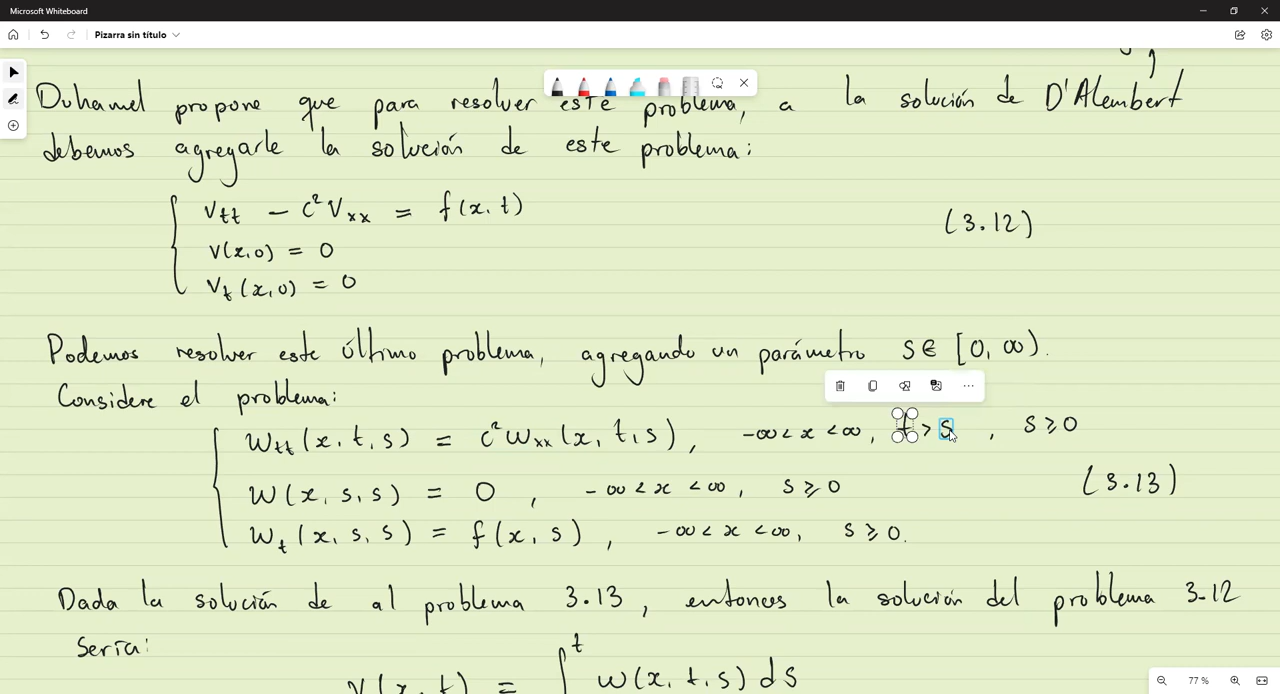 Microsoft Whiteboard
Pizarra sin título
Duhamel propone que para resolver este problema, a la solución de D'Alembert
debemos agregarle la solución de este problema:
Vtt - c²Vxx = f(x,t)
V(x,0) = 0 (3.12)
Vt(x,0) = 0
Podemos resolver este último problema, agregando un parámetro s∈ [0,∞).
Considere el problema:
Wtt(x,t,s) = c²Wxx(x,t,s), -∞<x<∞, t>s, s≥0
W(x,s,s) = 0, -∞<x<∞, s≥0 (3.13)
Wt(x,s,s) = f(x,s), -∞<x<∞, s≥0.
Dada la solución de al problema 3.13, entonces la solución del problema 3-12
sería:
V(x,t) = ∫^t W(x,t,s)ds
77 %